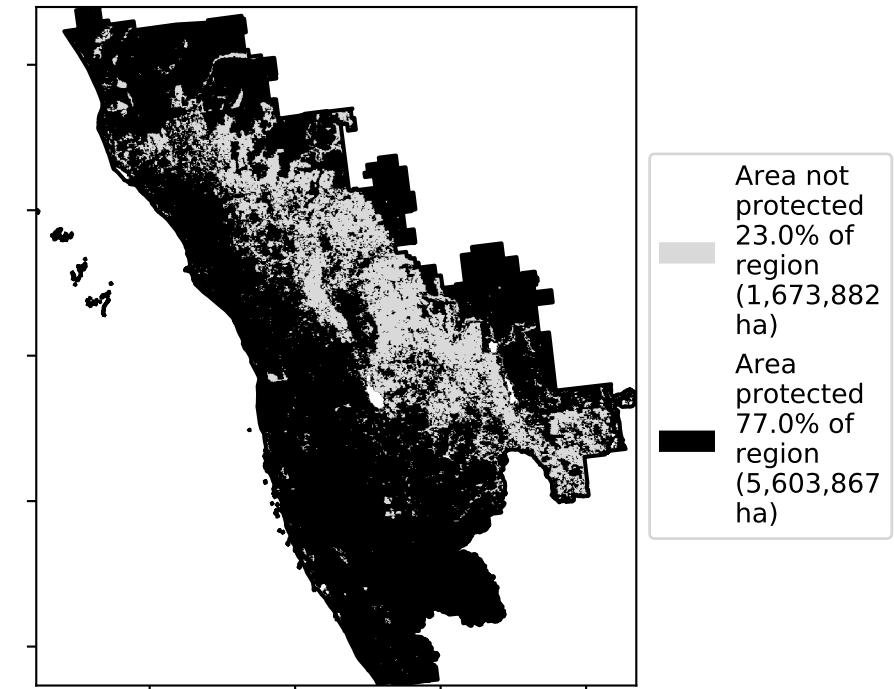 Area not
protected
23.0% of
region
(1,673,882
ha)
Area
protected
77.0% of
region
(5,603,867
ha)